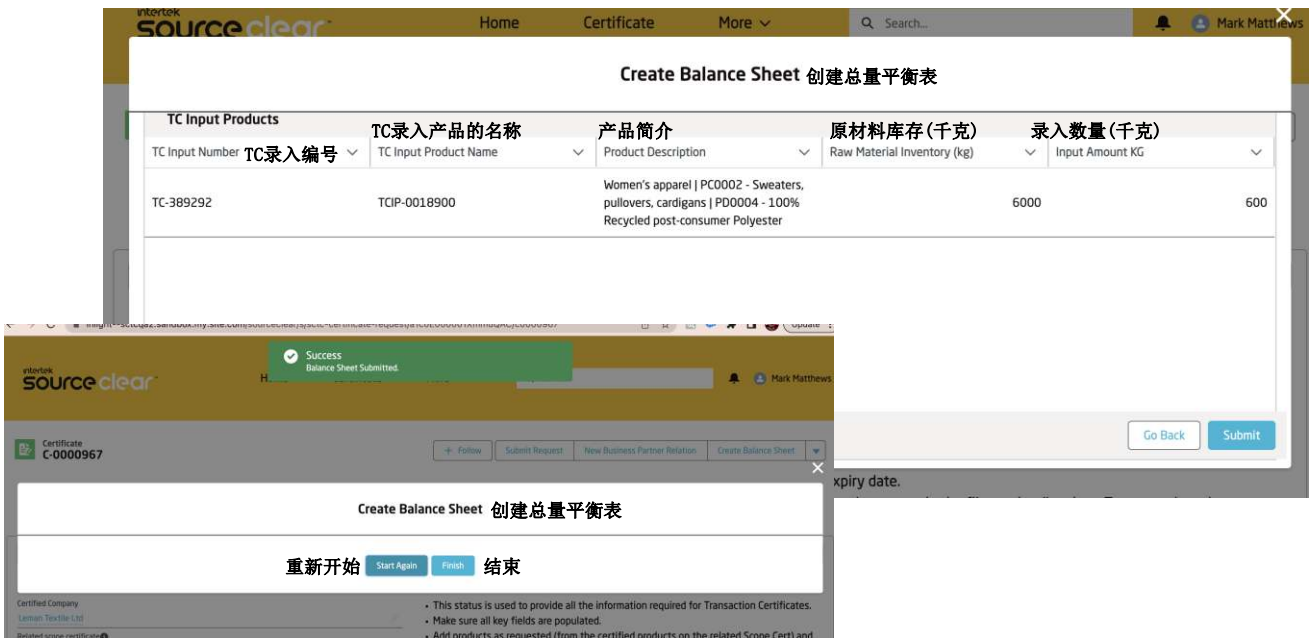 intertek
sourceclear
Home
Certificate
More
Search...
Mark Matthews
Create Balance Sheet 创建总量平衡表
TC Input Products
TC录入产品的名称
产品简介
原材料库存(千克)
录入数量(千克)
TC Input Number TC录入编号
TC Input Product Name
Product Description
Raw Material Inventory (kg)
Input Amount KG
TC-389292
TCIP-0018900
Women's apparel | PC0002 - Sweaters,
pullovers, cardigans | PD0004 - 100%
Recycled post-consumer Polyester
6000
600
Go Back
Submit
xpiry date.
Update
Success
Balance Sheet Submitted.
intertek
sourceclear
Mark Matthews
Certificate
C-0000967
+ Follow
Submit Request
New Business Partner Relation
Create Balance Sheet
Create Balance Sheet 创建总量平衡表
重新开始 Start Again Finish 结束
Certified Company
Leman Textile Ltd
Related scope certificate
• This status is used to provide all the information required for Transaction Certificates.
• Make sure all key fields are populated.
• Add products as requested (from the certified products on the related Scope Cert) and